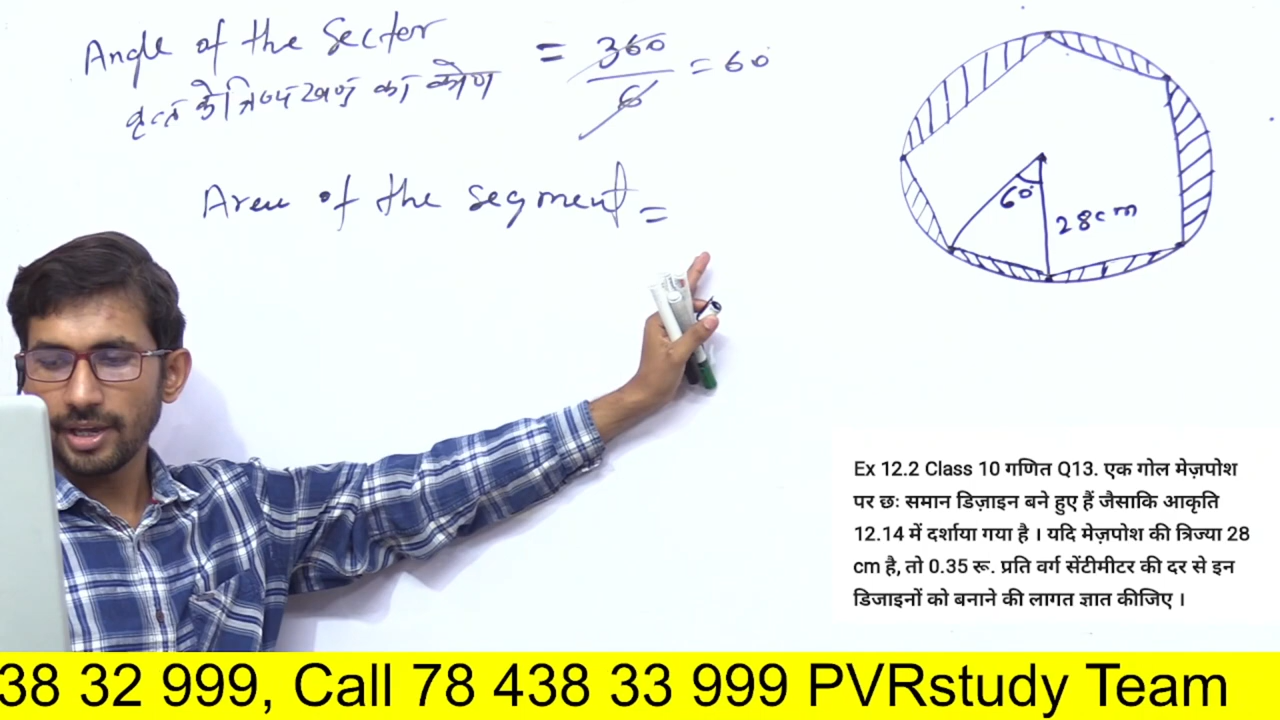 Angle of the Sector = 360/6 = 60°
वृत्त के त्रिज्यखण्ड का कोण
Area of the segment =
60°
28cm
Ex 12.2 Class 10 गणित Q13. एक गोल मेज़पोश
पर छः समान डिज़ाइन बने हुए हैं जैसाकि आकृति
12.14 में दर्शाया गया है । यदि मेज़पोश की त्रिज्या 28
cm है, तो 0.35 रू. प्रति वर्ग सेंटीमीटर की दर से इन
डिजाइनों को बनाने की लागत ज्ञात कीजिए ।
38 32 999, Call 78 438 33 999 PVRstudy Team